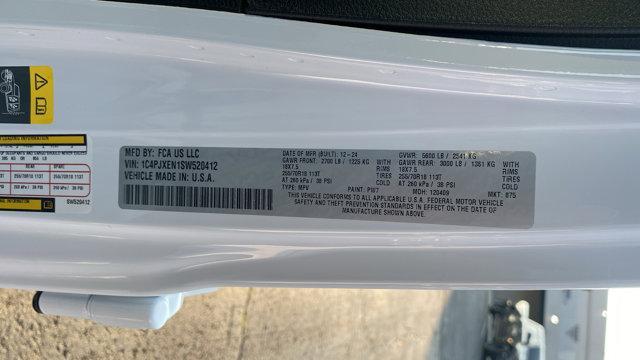 MFD BY: FCA US LLC
VIN: 1C4PJXEN1SW520412
VEHICLE MADE IN: U.S.A.
DATE OF MFR (BUILT): 12-24
GVWR: 5600 LB / 2541 KG
GAWR FRONT: 2700 LB / 1225 KG WITH
GAWR REAR: 3000 LB / 1361 KG WITH
18X7.5 RIMS
18X7.5 RIMS
255/70R18 113T TIRES
255/70R18 113T TIRES
AT 260 kPa / 38 PSI COLD
AT 260 kPa / 38 PSI COLD
TYPE: MPV PAINT: PW7 MDH: 120409 MKT: 875
THIS VEHICLE CONFORMS TO ALL APPLICABLE U.S.A. FEDERAL MOTOR VEHICLE
SAFETY AND THEFT PREVENTION STANDARDS IN EFFECT ON THE DATE OF
MANUFACTURE SHOWN ABOVE.
LOADING INFORMATION
REAR SPARE
SW520412